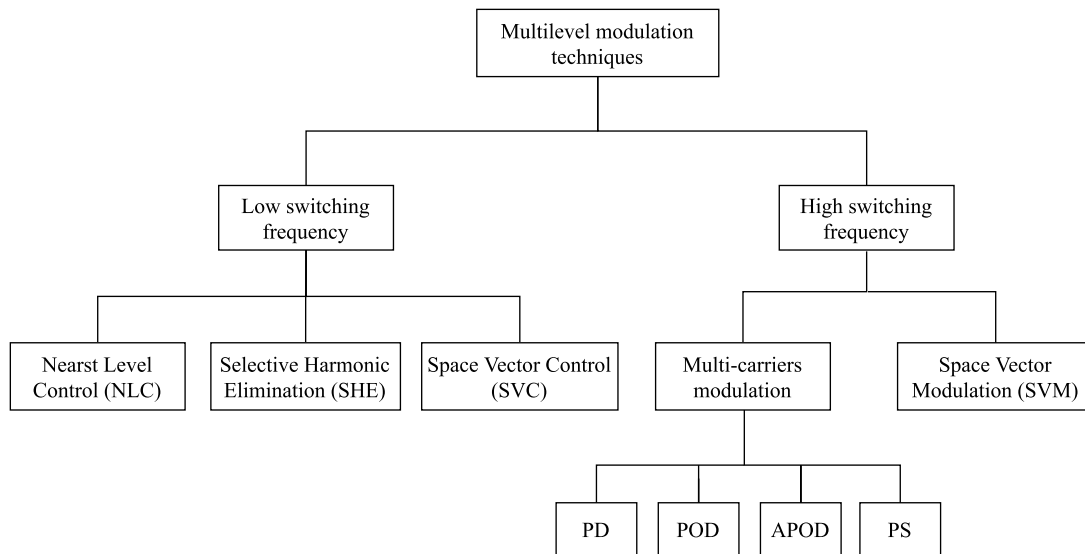 Multilevel modulation
techniques
Low switching
frequency
High switching
frequency
Nearst Level
Control (NLC)
Selective Harmonic
Elimination (SHE)
Space Vector Control
(SVC)
Multi-carriers
modulation
Space Vector
Modulation (SVM)
PD
POD
APOD
PS